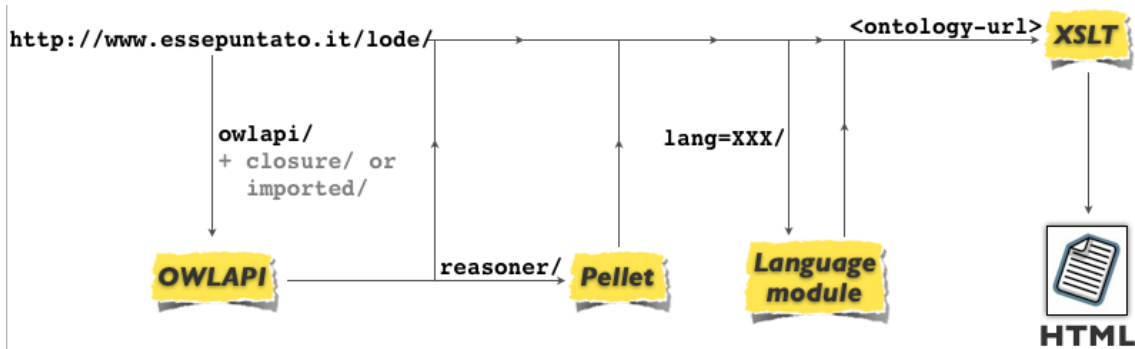 http://www.essepuntato.it/lode/
<ontology-url>
XSLT
owlapi/
+ closure/ or
imported/
lang=XXX/
OWLAPI
reasoner/
Pellet
Language
module
HTML